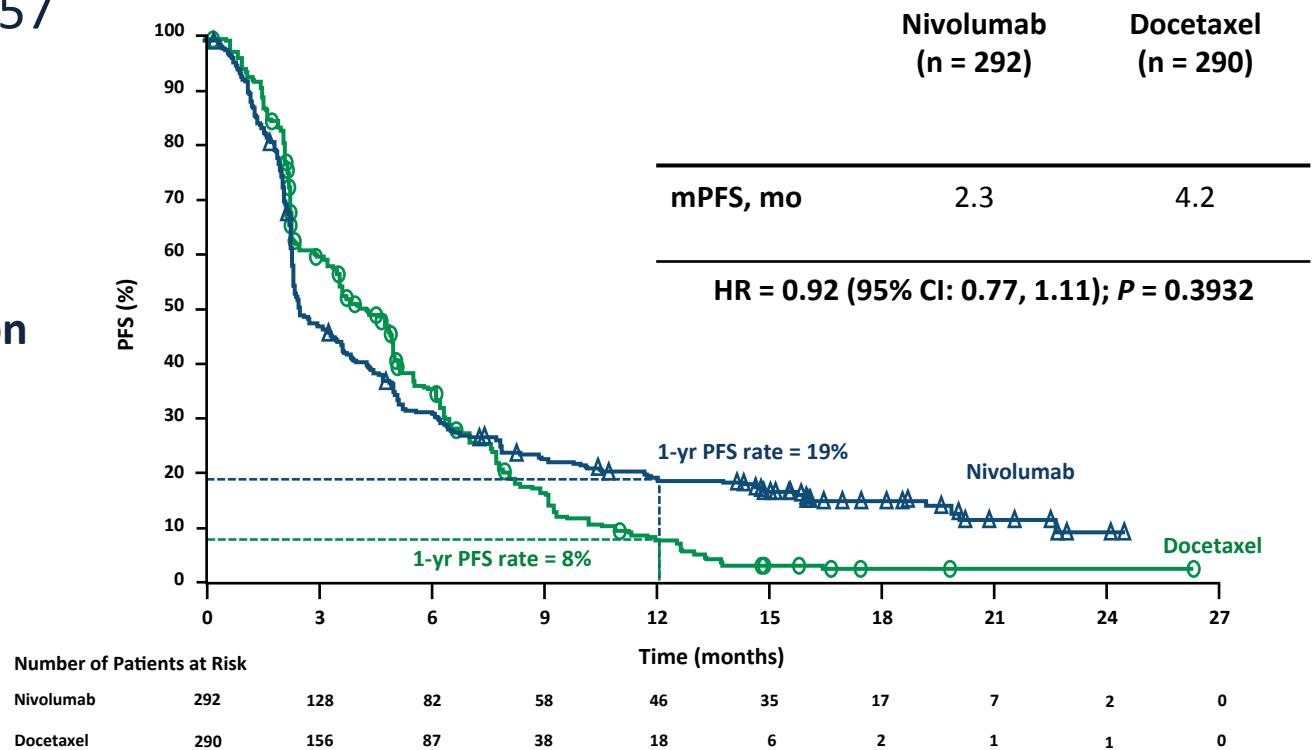 57
on
Nivolumab Docetaxel
(n = 292) (n = 290)
mPFS, mo 2.3 4.2
HR = 0.92 (95% CI: 0.77, 1.11); P = 0.3932
PFS (%)
100
90
80
70
60
50
40
30
20
10
0
1-yr PFS rate = 19%
Nivolumab
Docetaxel
1-yr PFS rate = 8%
0 3 6 9 12 15 18 21 24 27
Time (months)
Number of Patients at Risk
Nivolumab 292 128 82 58 46 35 17 7 2 0
Docetaxel 290 156 87 38 18 6 2 1 1 0